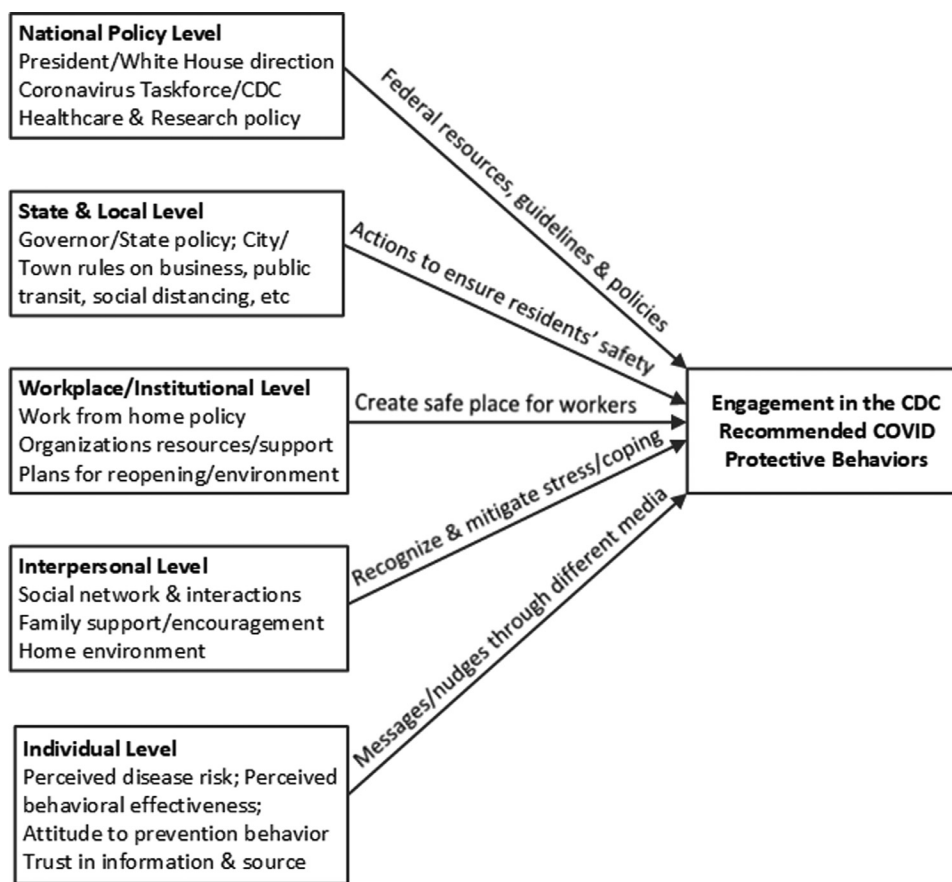 National Policy Level
President/White House direction
Coronavirus Taskforce/CDC
Healthcare & Research policy
Federal resources, guidelines & policies
State & Local Level
Governor/State policy; City/
Town rules on business, public
transit, social distancing, etc
Actions to ensure residents' safety
Workplace/Institutional Level
Work from home policy
Organizations resources/support
Plans for reopening/environment
Create safe place for workers
Engagement in the CDC
Recommended COVID
Protective Behaviors
Interpersonal Level
Social network & interactions
Family support/encouragement
Home environment
Recognize & mitigate stress/coping
Individual Level
Perceived disease risk; Perceived
behavioral effectiveness;
Attitude to prevention behavior
Trust in information & source
Messages/nudges through different media